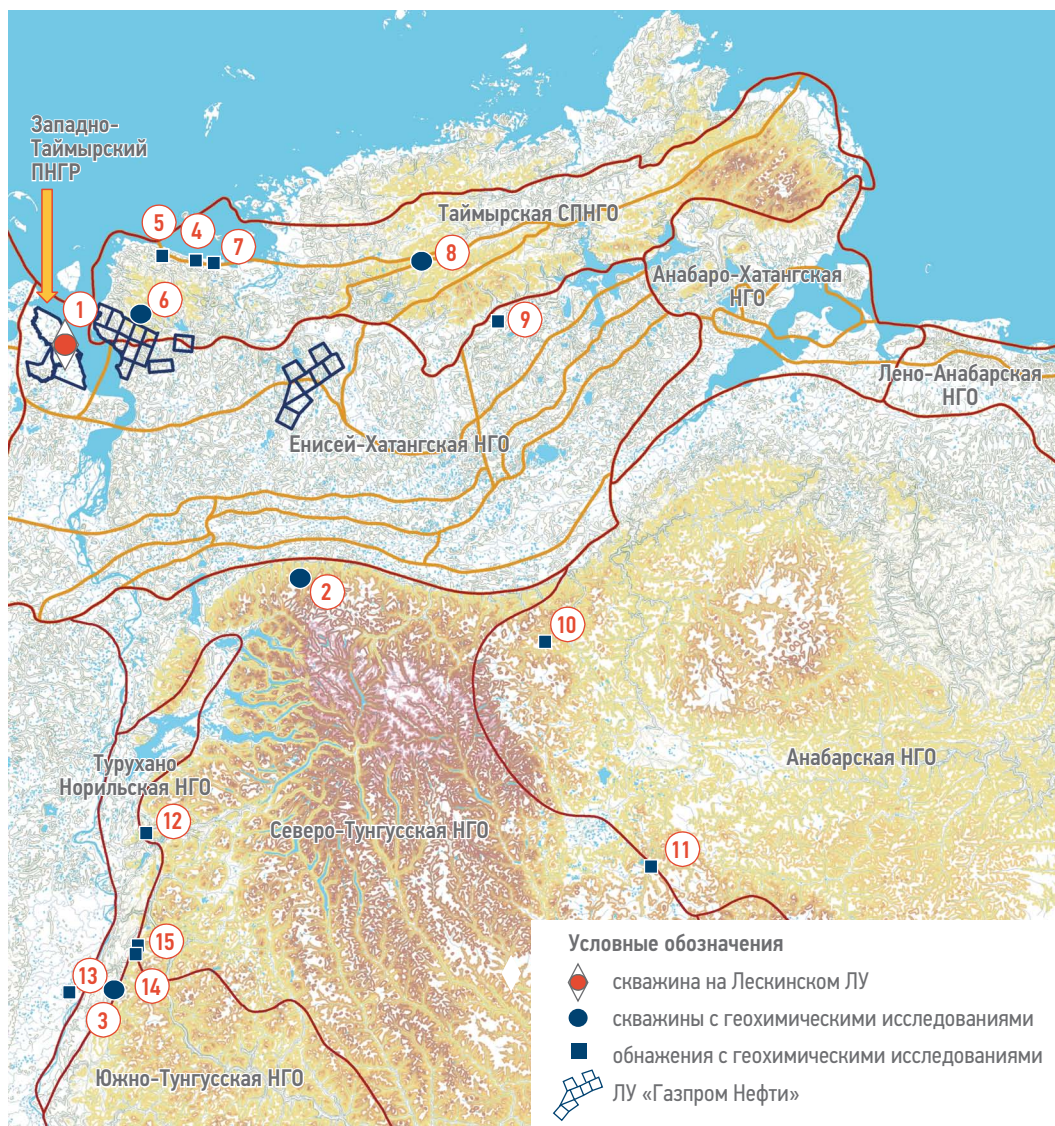 Западно-
Таймырский
ПНГР
Таймырская СПНГО
5
4
7
8
1
6
9
Анабаро-Хатангская
НГО
Лено-Анабарская
НГО
Енисей-Хатангская НГО
2
10
Турухано
Норильская НГО
Анабарская НГО
12
Северо-Тунгусская НГО
11
15
13
14
3
Южно-Тунгусская НГО
Условные обозначения
скважина на Лескинском ЛУ
скважины с геохимическими исследованиями
обнажения с геохимическими исследованиями
ЛУ «Газпром Нефти»